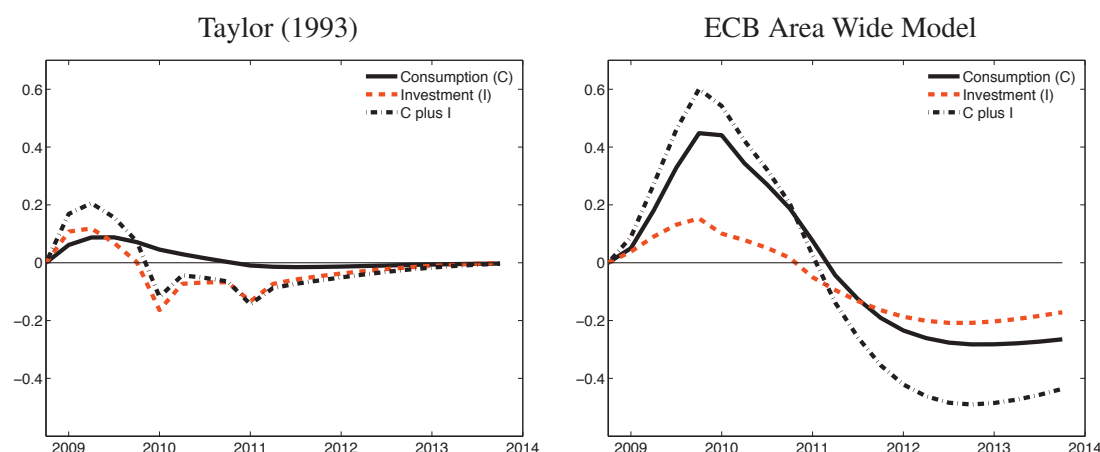 Taylor (1993)
Consumption (C)
Investment (I)
C plus I
0.6
0.4
0.2
0
−0.2
−0.4
2009 2010 2011 2012 2013 2014
ECB Area Wide Model
Consumption (C)
Investment (I)
C plus I
0.6
0.4
0.2
0
−0.2
−0.4
2009 2010 2011 2012 2013 2014